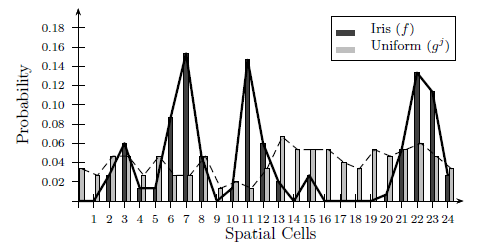 Iris (f)
Uniform (g^j)
0.18
0.16
0.14
0.12
0.10
0.08
0.06
0.04
0.02
Probability
1 2 3 4 5 6 7 8 9 10 11 12 13 14 15 16 17 18 19 20 21 22 23 24
Spatial Cells